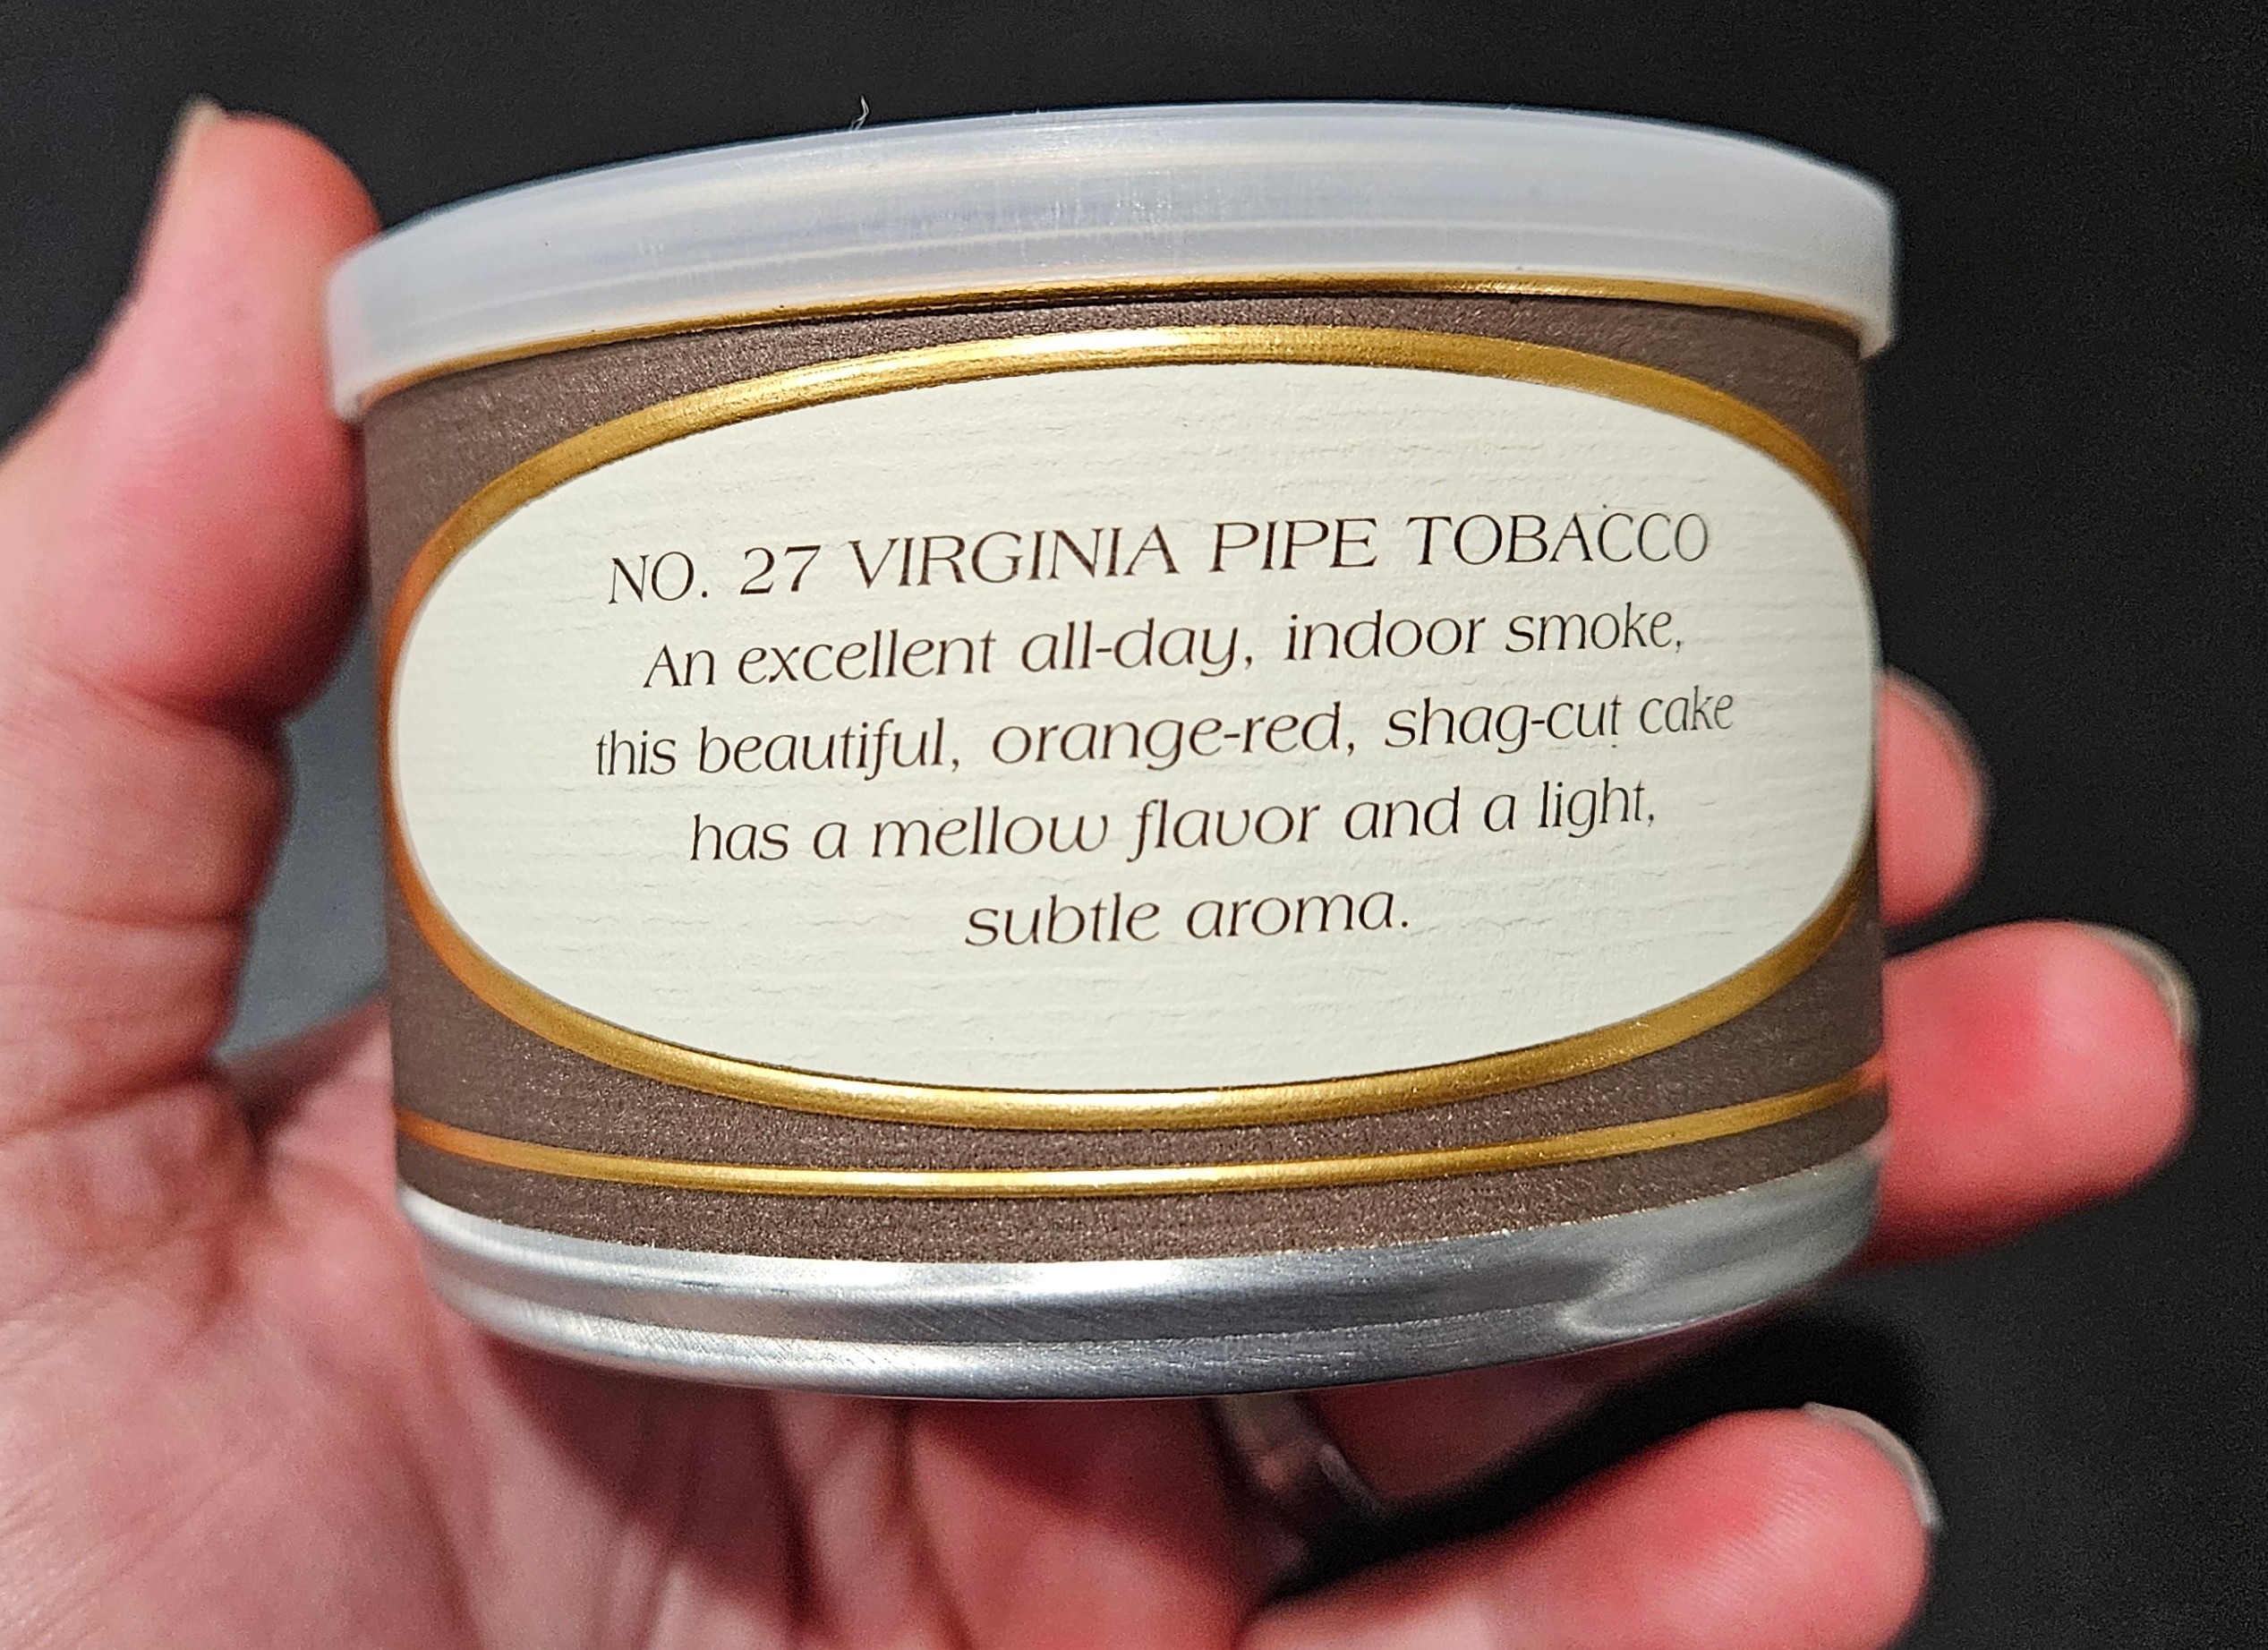 NO. 27 VIRGINIA PIPE TOBACCO
An excellent all-day, indoor smoke,
this beautiful, orange-red, shag-cut cake
has a mellow flavor and a light,
subtle aroma.